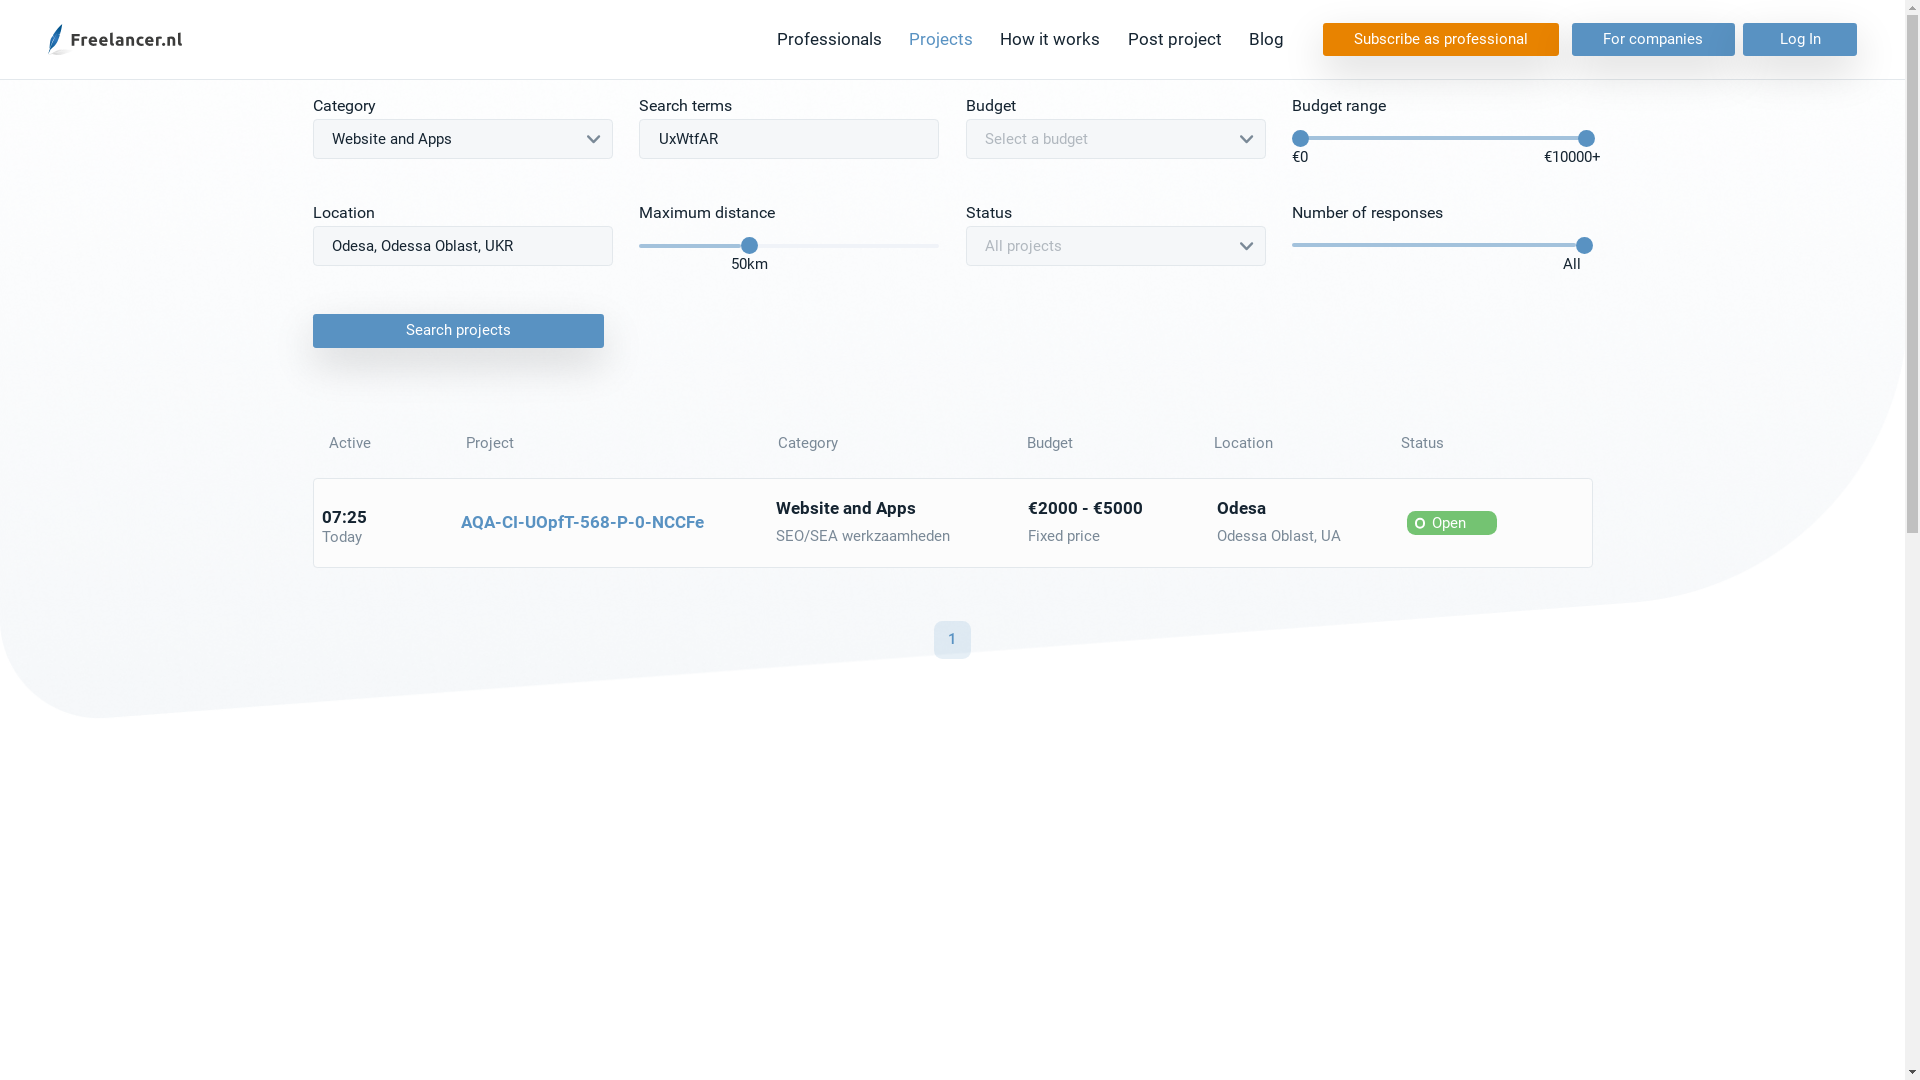 Freelancer.nl
Professionals Projects How it works Post project Blog Subscribe as professional For companies Log In
Category Search terms Budget Budget range
Website and Apps UxWtfAR Select a budget
€0 €10000+
Location Maximum distance Status Number of responses
Odesa, Odessa Oblast, UKR All projects
50km All
Search projects
Active Project Category Budget Location Status
07:25 AQA-CI-UOpfT-568-P-0-NCCFe Website and Apps €2000 - €5000 Odesa Open
Today SEO/SEA werkzaamheden Fixed price Odessa Oblast, UA
1